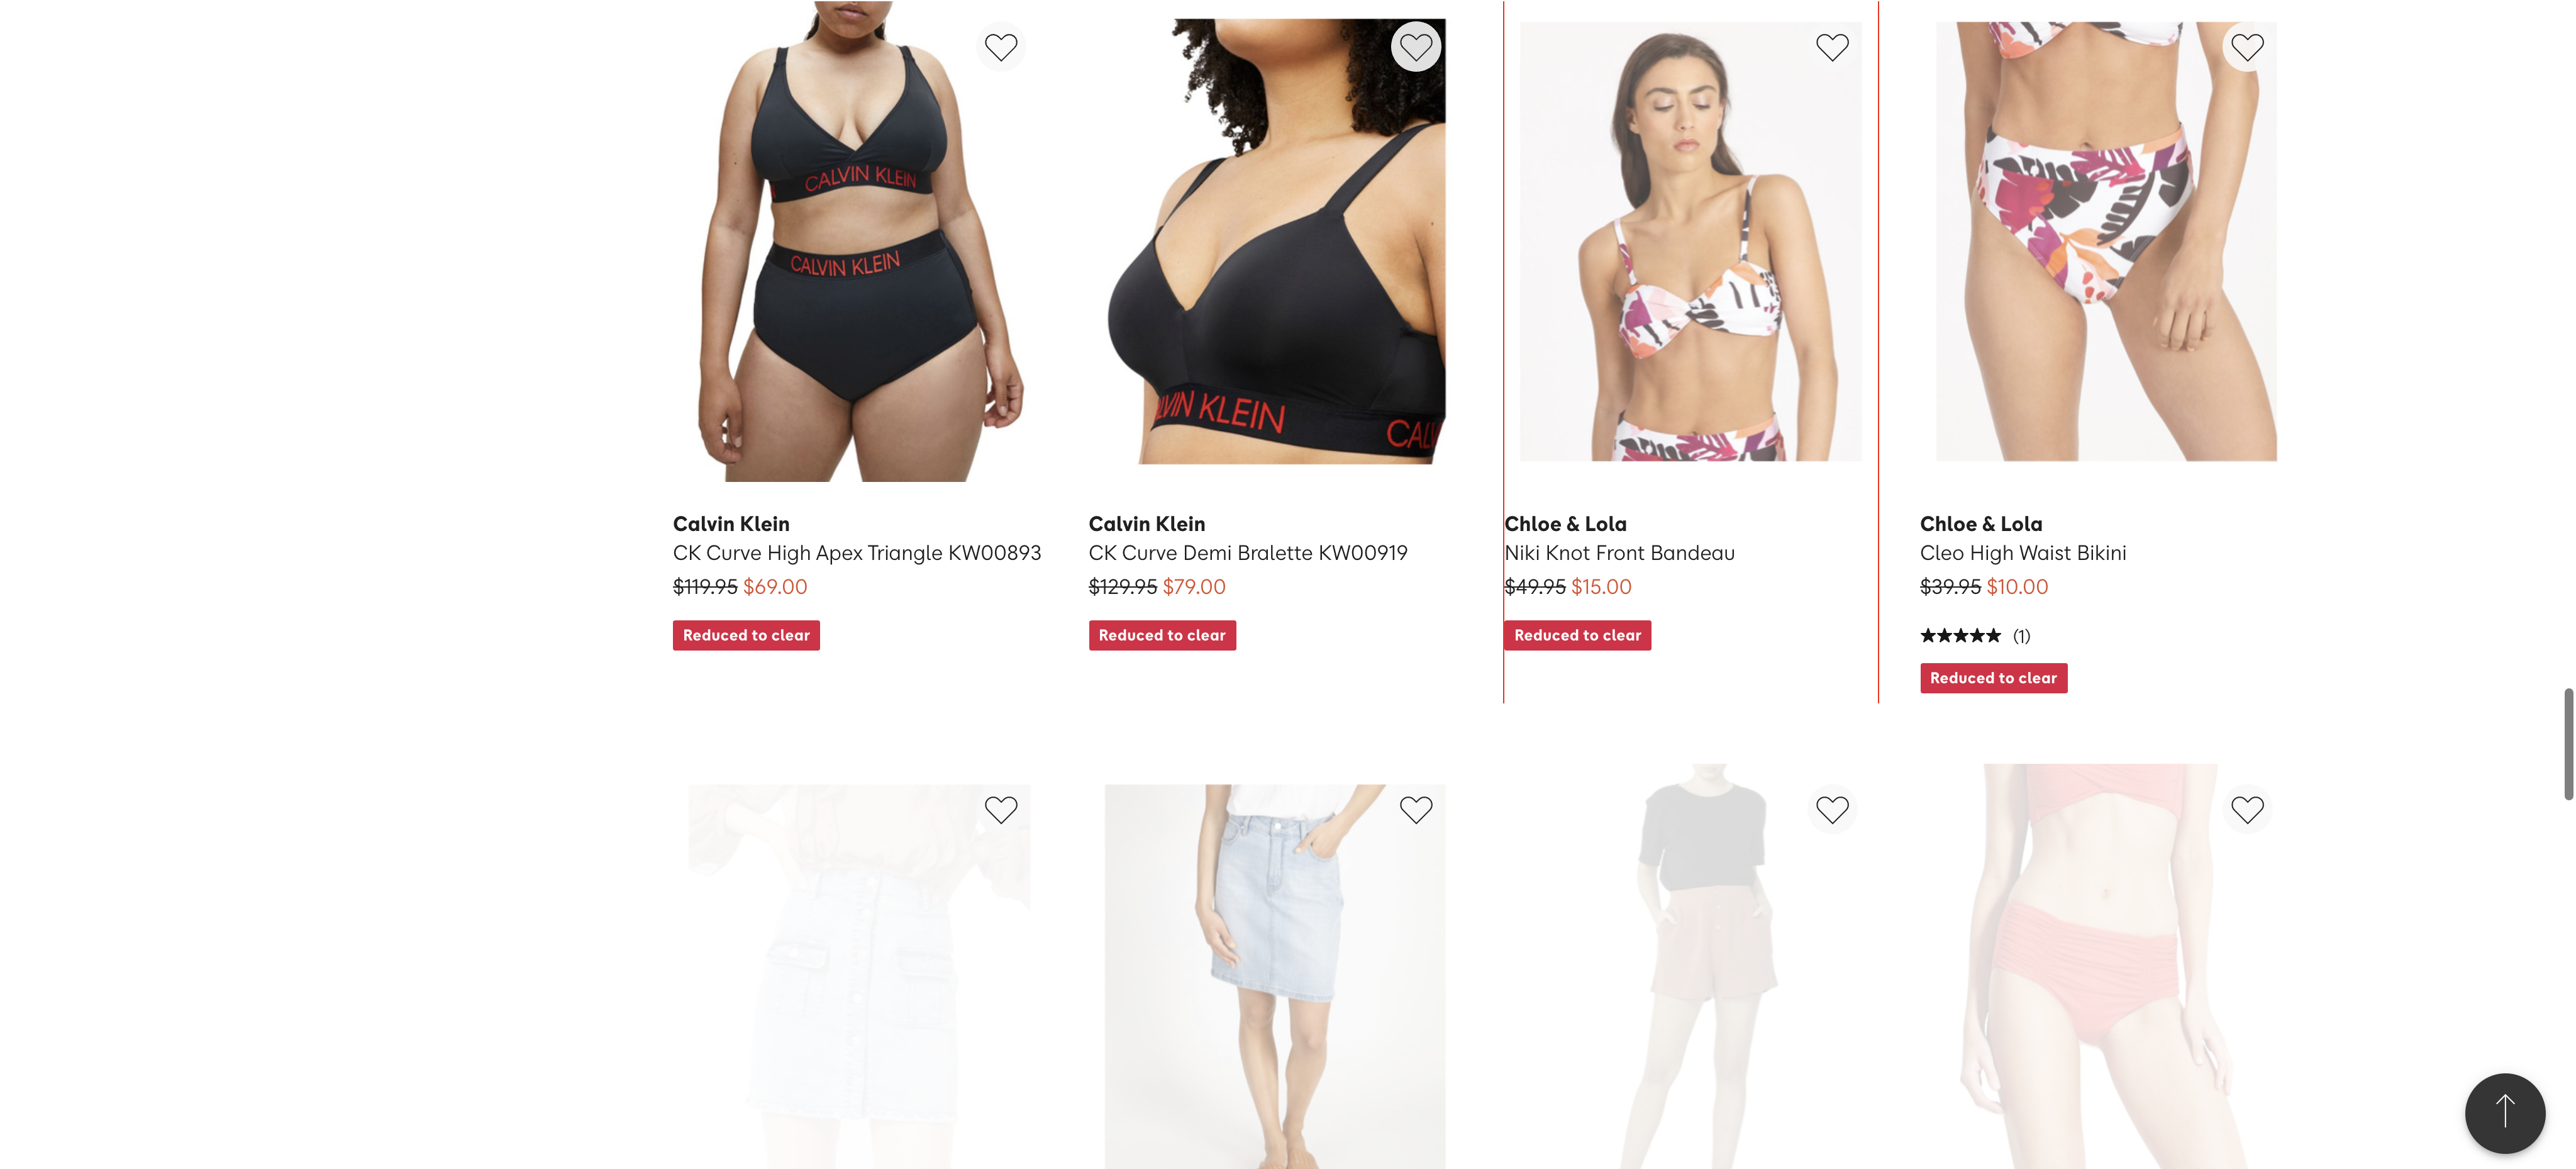 CALVIN KLEIN
CALVIN KLEIN
LVIN KLEIN
CALV
Calvin Klein
CK Curve High Apex Triangle KW00893
$119.95 $69.00
Reduced to clear
Calvin Klein
CK Curve Demi Bralette KW00919
$129.95 $79.00
Reduced to clear
Chloe & Lola
Niki Knot Front Bandeau
$49.95 $15.00
Reduced to clear
Chloe & Lola
Cleo High Waist Bikini
$39.95 $10.00
★★★★★ (1)
Reduced to clear